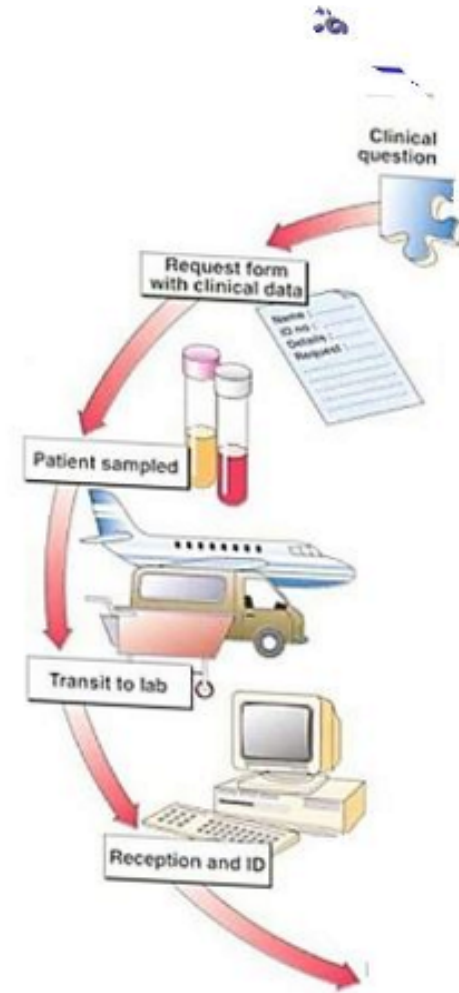 Clinical
question
Request form
with clinical data
Name :
ID no :
Details :
Request :
Patient sampled
Transit to lab
Reception and ID